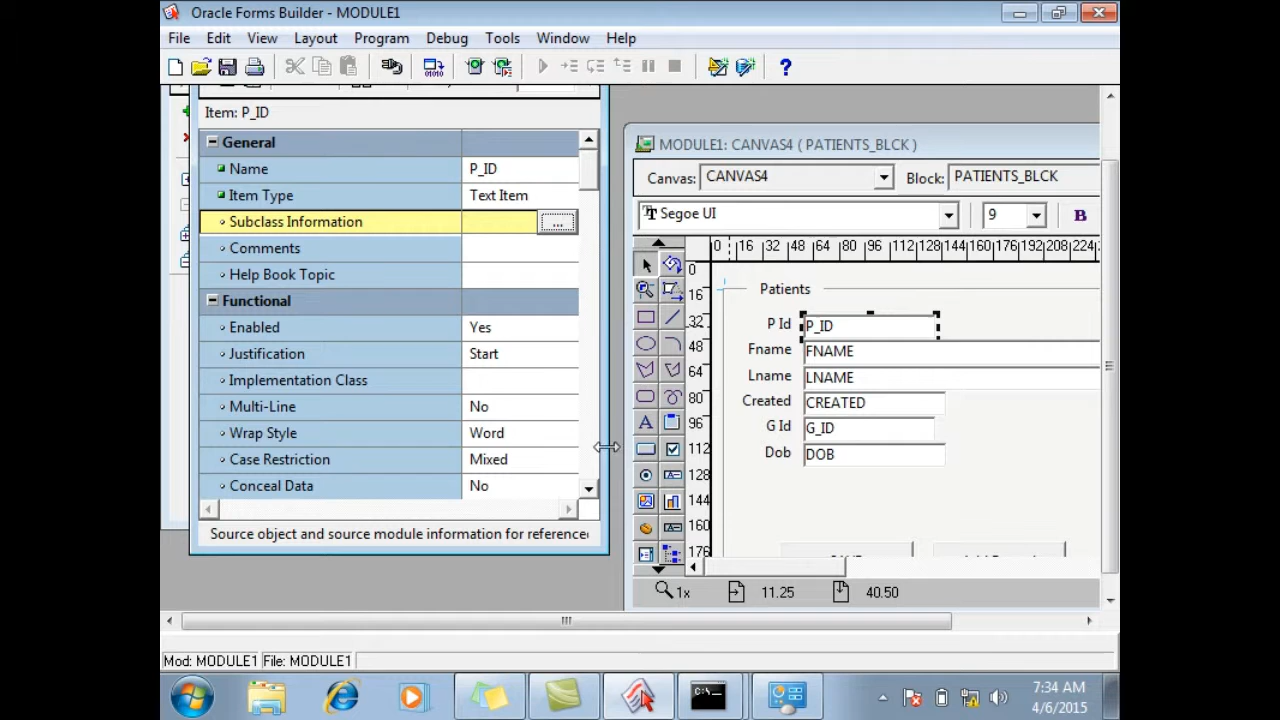 Oracle Forms Builder - MODULE1
File Edit View Layout Program Debug Tools Window Help
Item: P_ID
General
Name P_ID
Item Type Text Item
Subclass Information ...
Comments
Help Book Topic
Functional
Enabled Yes
Justification Start
Implementation Class
Multi-Line No
Wrap Style Word
Case Restriction Mixed
Conceal Data No
Source object and source module information for reference
MODULE1: CANVAS4 ( PATIENTS_BLCK )
Canvas: CANVAS4 Block: PATIENTS_BLCK
Segoe UI 9 B
0 16 32 48 64 80 96 112 128 144 160 176 192 208 224
0
16
32
48
64
80
96
112
128
144
160
176
Patients
P Id P_ID
Fname FNAME
Lname LNAME
Created CREATED
G Id G_ID
Dob DOB
1x 11.25 40.50
Mod: MODULE1 File: MODULE1
7:34 AM
4/6/2015